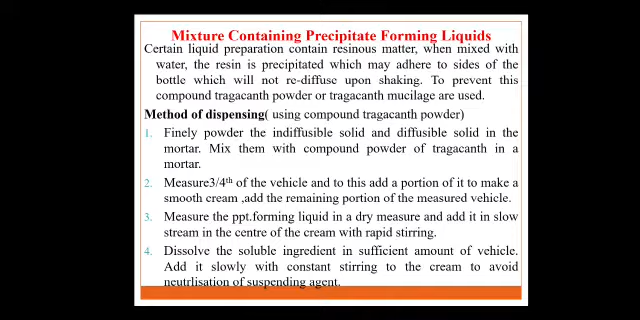 Mixture Containing Precipitate Forming Liquids
Certain liquid preparation contain resinous matter, when mixed with
water, the resin is precipitated which may adhere to sides of the
bottle which will not re-diffuse upon shaking. To prevent this
compound tragacanth powder or tragacanth mucilage are used.
Method of dispensing( using compound tragacanth powder)
1. Finely powder the indiffusible solid and diffusible solid in the
mortar. Mix them with compound powder of tragacanth in a
mortar.
2. Measure3/4th of the vehicle and to this add a portion of it to make a
smooth cream ,add the remaining portion of the measured vehicle.
3. Measure the ppt.forming liquid in a dry measure and add it in slow
stream in the centre of the cream with rapid stirring.
4. Dissolve the soluble ingredient in sufficient amount of vehicle.
Add it slowly with constant stirring to the cream to avoid
neutrlisation of suspending agent.